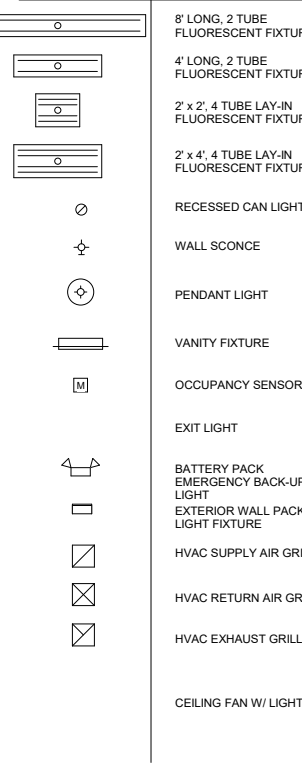 8' LONG, 2 TUBE
FLUORESCENT FIXTUR
4' LONG, 2 TUBE
FLUORESCENT FIXTUR
2' x 2', 4 TUBE LAY-IN
FLUORESCENT FIXTUR
2' x 4', 4 TUBE LAY-IN
FLUORESCENT FIXTUR
RECESSED CAN LIGHT
WALL SCONCE
PENDANT LIGHT
VANITY FIXTURE
M OCCUPANCY SENSOR
EXIT LIGHT
BATTERY PACK
EMERGENCY BACK-UP
LIGHT
EXTERIOR WALL PACK
LIGHT FIXTURE
HVAC SUPPLY AIR GRI
HVAC RETURN AIR GR
HVAC EXHAUST GRILL
CEILING FAN W/ LIGHT